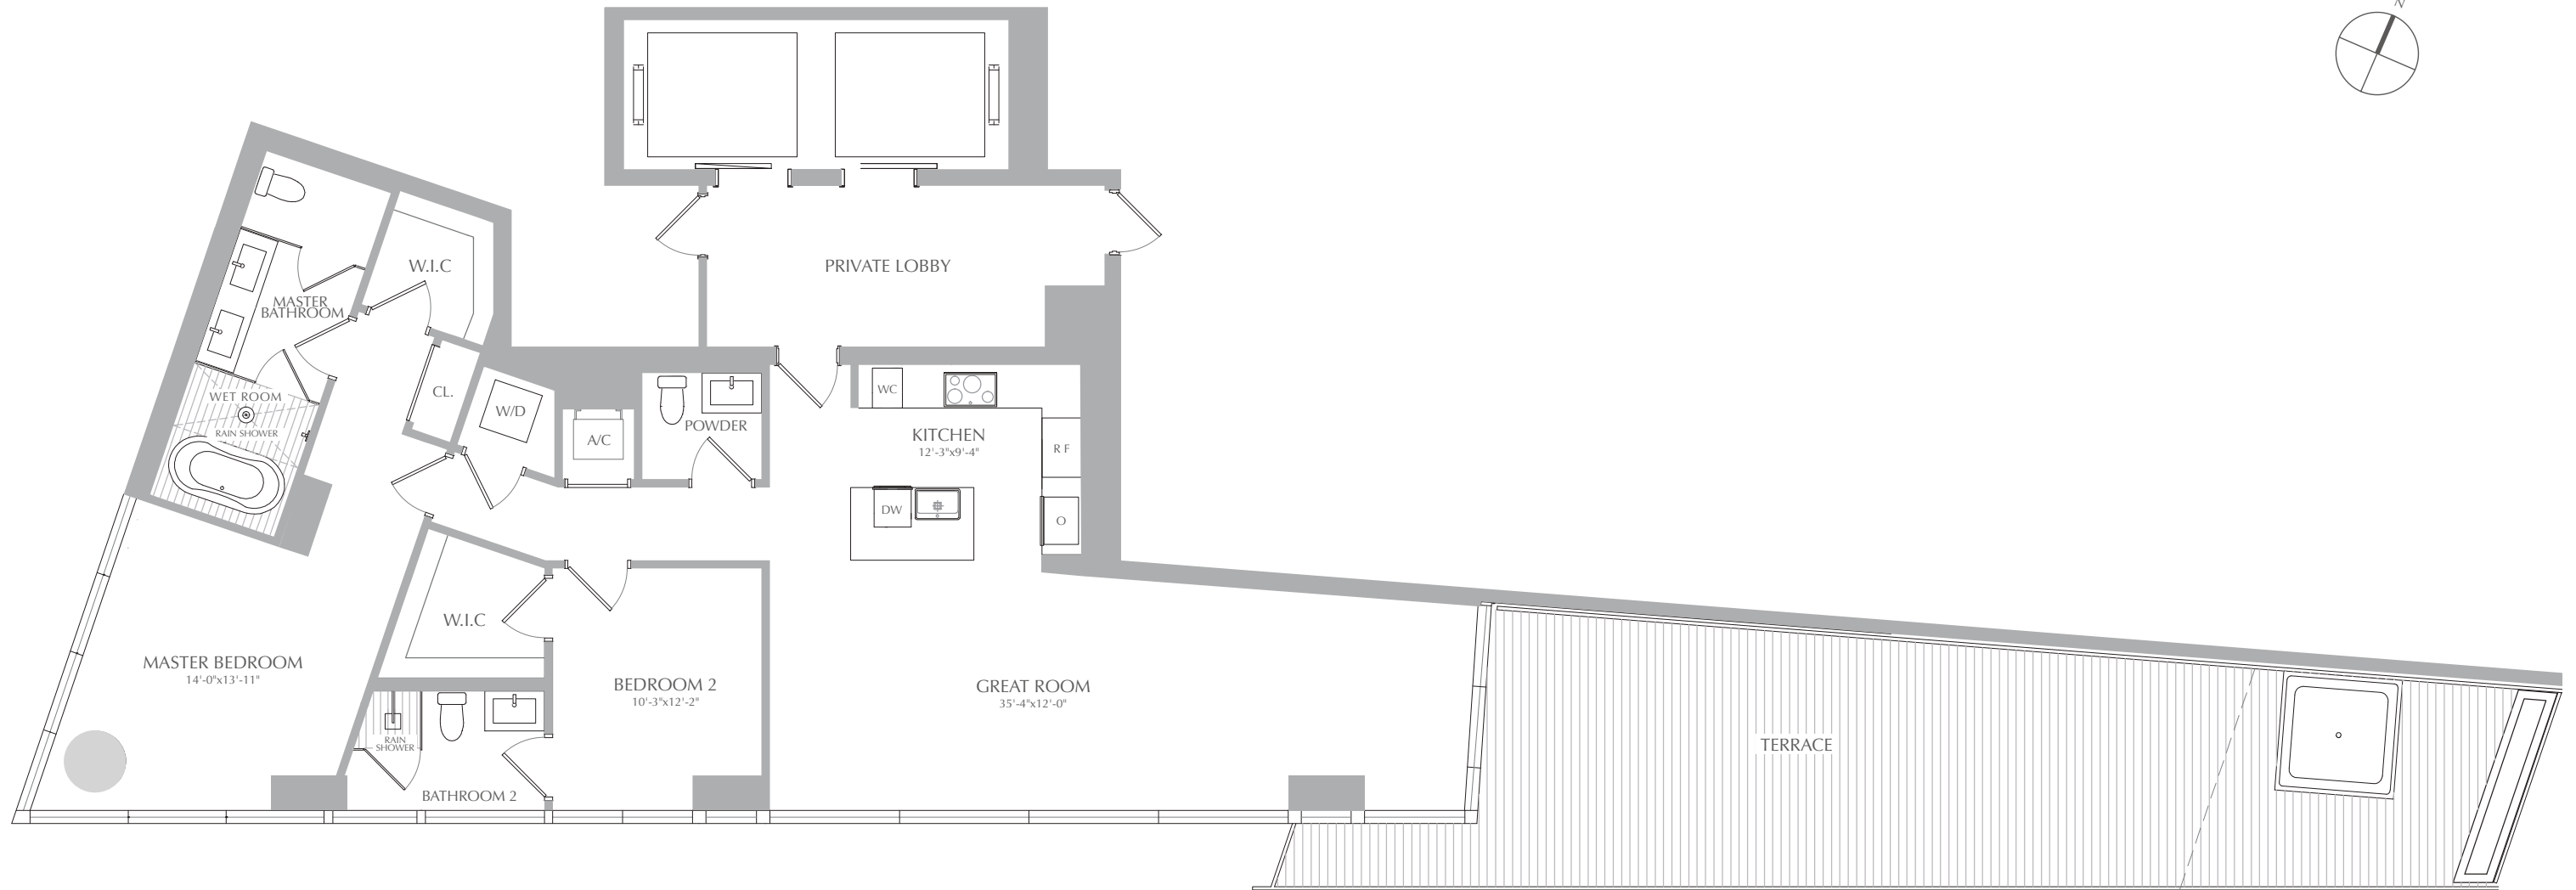 N
W.I.C
PRIVATE LOBBY
MASTER
BATHROOM
CL.
WET ROOM
RAIN SHOWER
W/D
A/C
POWDER
WC
KITCHEN
12'-3"x9'-4"
R F
DW
O
W.I.C
MASTER BEDROOM
14'-0"x13'-11"
BEDROOM 2
10'-3"x12'-2"
GREAT ROOM
35'-4"x12'-0"
RAIN
SHOWER
BATHROOM 2
TERRACE